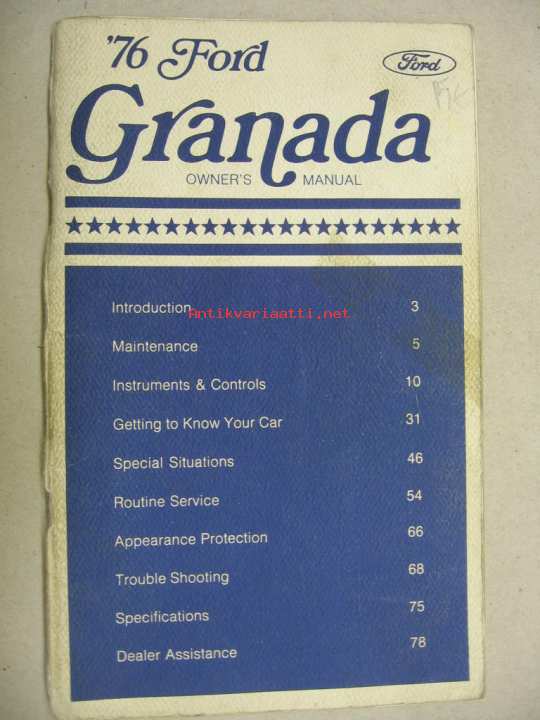 '76 Ford
Ford
Granada
OWNER'S MANUAL
Introduction 3
Antikvariaatti.net
Maintenance 5
Instruments & Controls 10
Getting to Know Your Car 31
Special Situations 46
Routine Service 54
Appearance Protection 66
Trouble Shooting 68
Specifications 75
Dealer Assistance 78